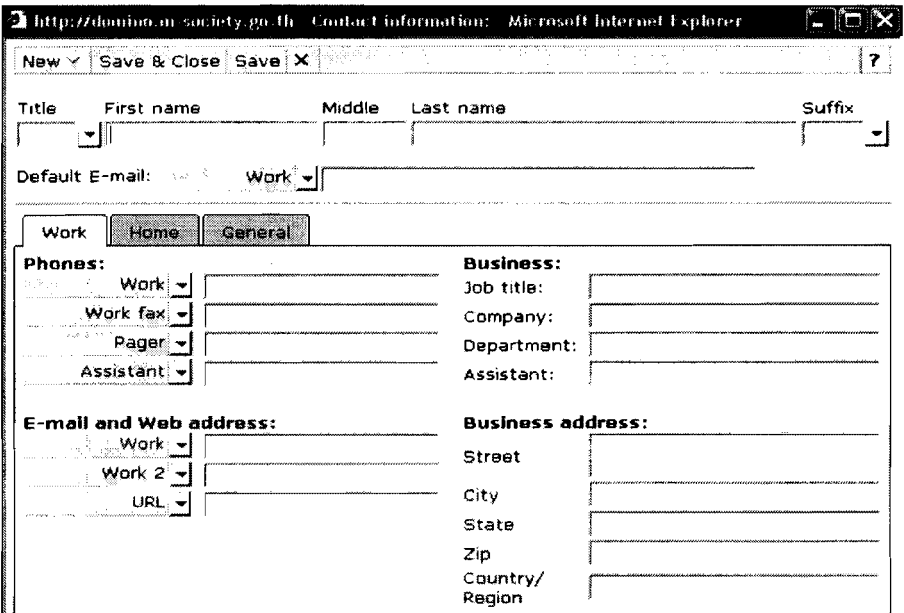 http://domino.m-society.go.th Contact information: Microsoft Internet Explorer
New Save & Close Save X ?
Title First name Middle Last name Suffix
Default E-mail: Work
Work Home General
Phones: Business:
Work Job title:
Work fax Company:
Pager Department:
Assistant Assistant:
E-mail and Web address: Business address:
Work Street
Work 2 City
URL State
Zip
Country/
Region